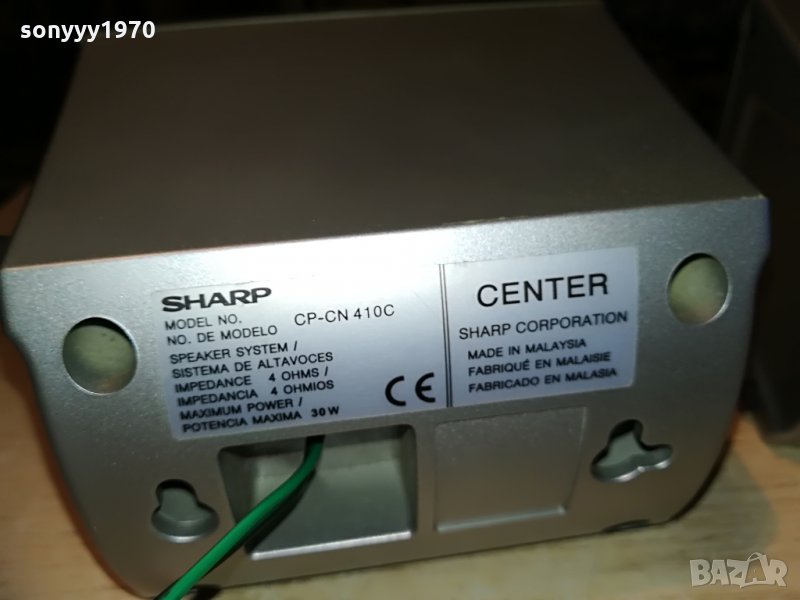 sonyyy1970
SHARP
MODEL NO.
NO. DE MODELO CP-CN 410C
SPEAKER SYSTEM /
SISTEMA DE ALTAVOCES
IMPEDANCE 4 OHMS /
IMPEDANCIA 4 OHMIOS
MAXIMUM POWER /
POTENCIA MAXIMA 30 W
CE
CENTER
SHARP CORPORATION
MADE IN MALAYSIA
FABRIQUÉ EN MALAISIE
FABRICADO EN MALASIA
BAZAR